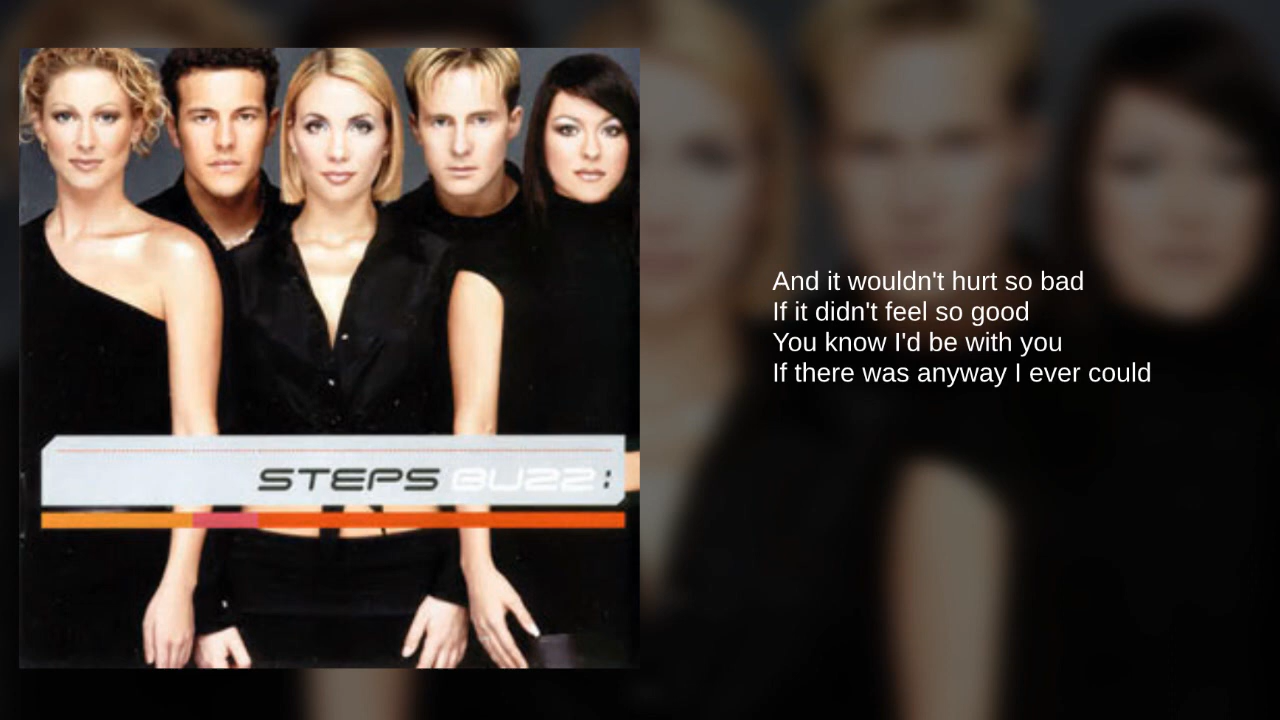 STEPS BUZZ:
And it wouldn't hurt so bad
If it didn't feel so good
You know I'd be with you
If there was anyway I ever could